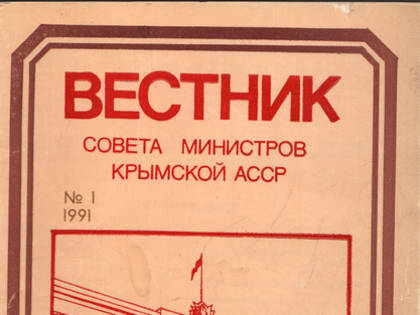 ВЕСТНИК
СОВЕТА МИНИСТРОВ
КРЫМСКОЙ АССР
№ 1
1991